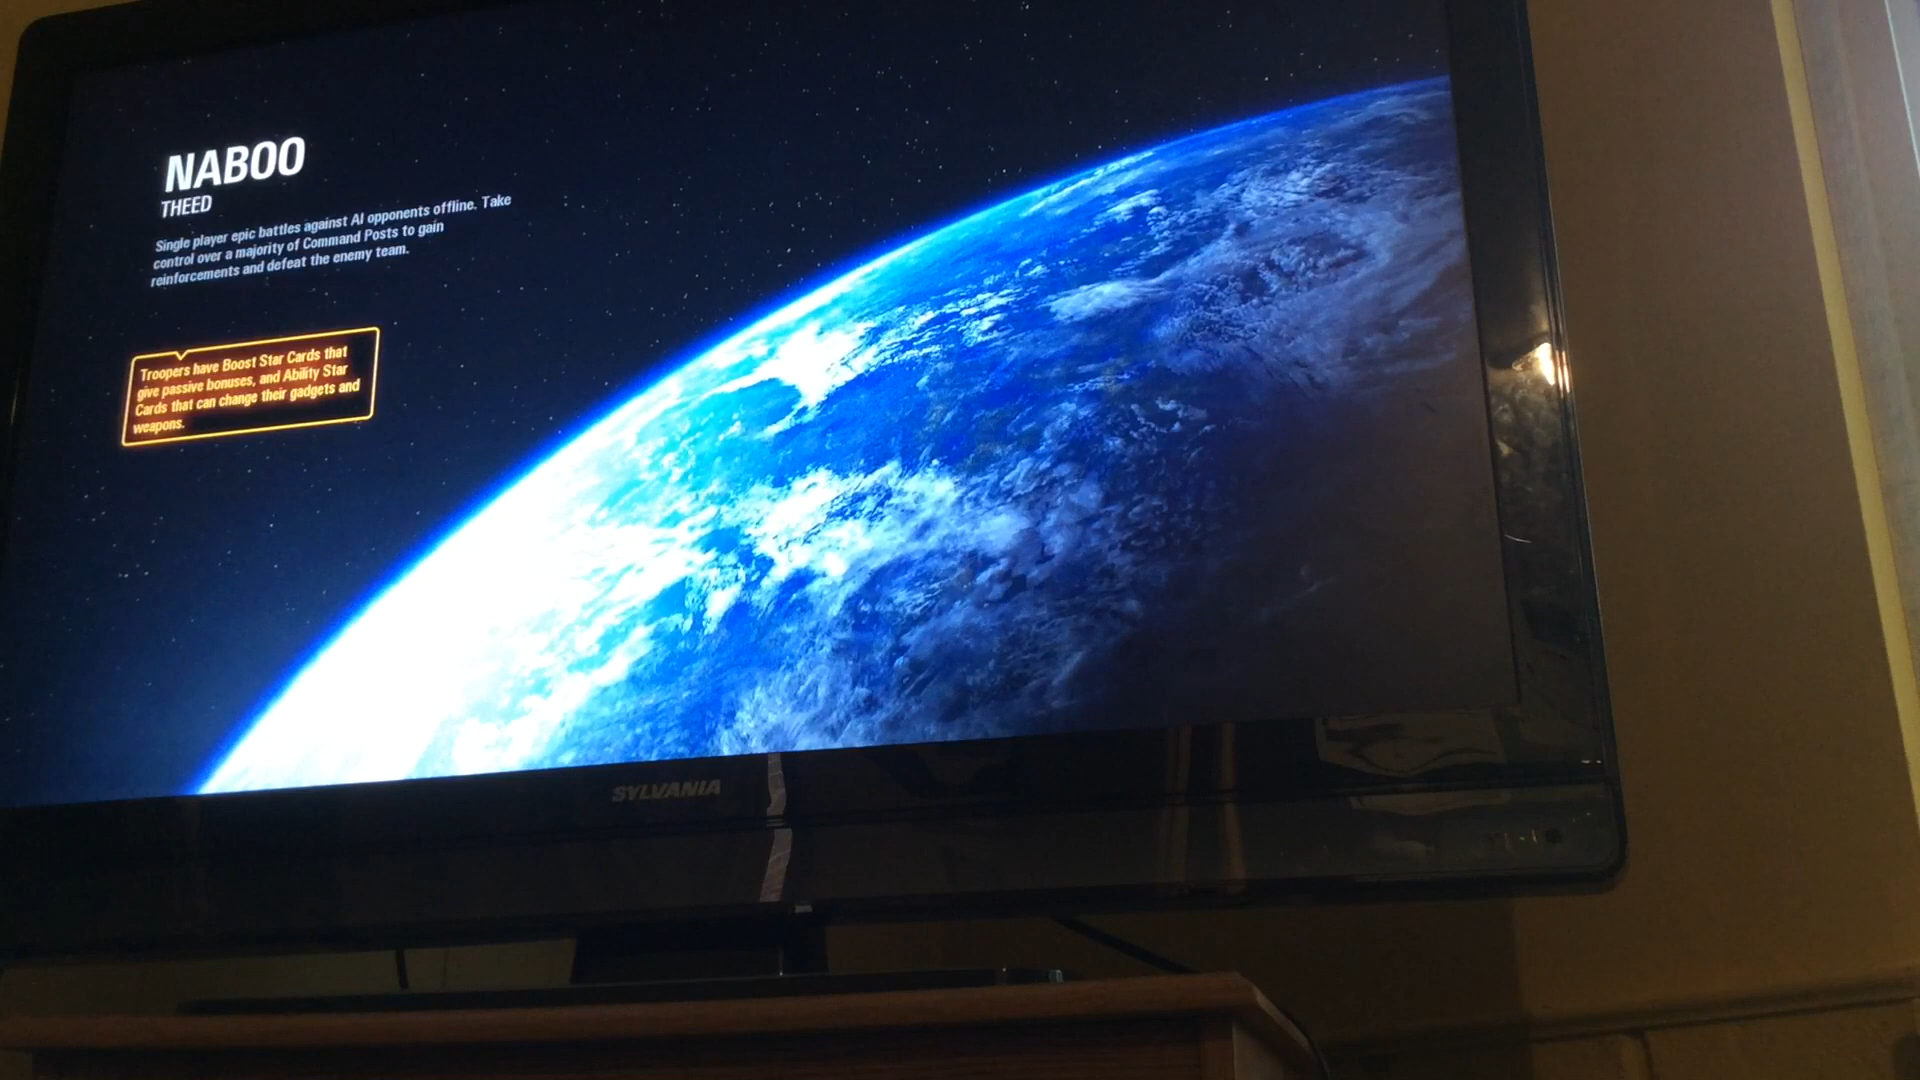 NABOO
THEED
Single player epic battles against AI opponents offline. Take
control over a majority of Command Posts to gain
reinforcements and defeat the enemy team.
Troopers have Boost Star Cards that
give passive bonuses, and Ability Star
Cards that can change their gadgets and
weapons.
SYLVANIA